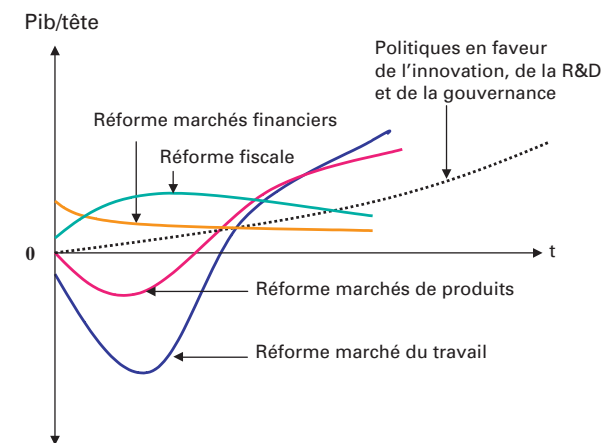 Pib/tête
Politiques en faveur
de l'innovation, de la R&D
et de la gouvernance
Réforme marchés financiers
Réforme fiscale
0
t
Réforme marchés de produits
Réforme marché du travail